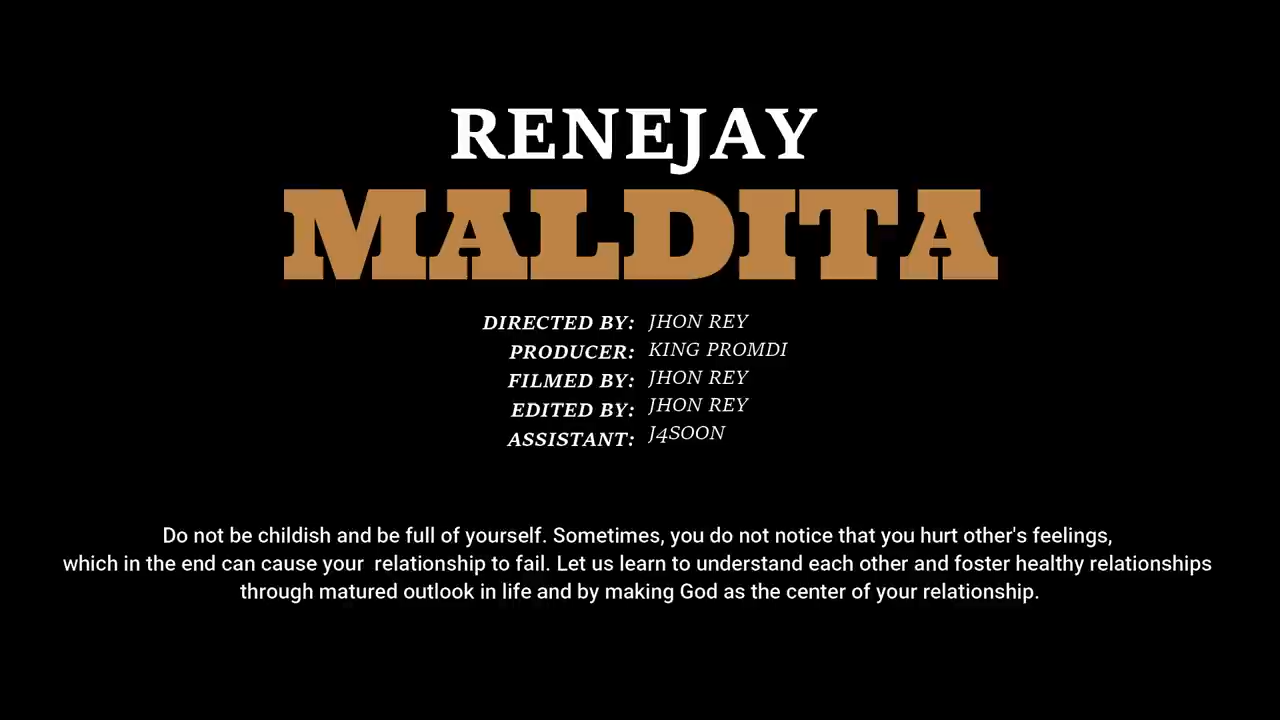 RENEJAY
MALDITA
DIRECTED BY: JHON REY
PRODUCER: KING PROMDI
FILMED BY: JHON REY
EDITED BY: JHON REY
ASSISTANT: J4SOON
Do not be childish and be full of yourself. Sometimes, you do not notice that you hurt other's feelings,
which in the end can cause your  relationship to fail. Let us learn to understand each other and foster healthy relationships
through matured outlook in life and by making God as the center of your relationship.